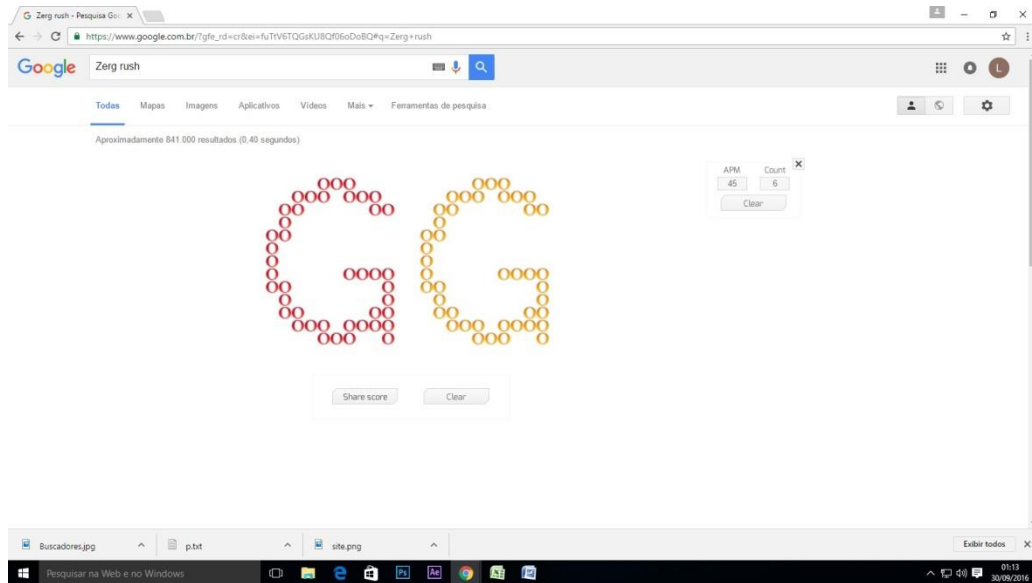 G Zerg rush - Pesquisa Goo
https://www.google.com.br/?gfe_rd=cr&ei=fuTtV6TQGsKU8Qf06oDoBQ#q=Zerg+rush
Google Zerg rush
L
Todas Mapas Imagens Aplicativos Vídeos Mais Ferramentas de pesquisa
Aproximadamente 841.000 resultados (0,40 segundos)
APM Count
45 6
Clear
GG
Share score Clear
Buscadores.jpg p.txt site.png Exibir todos
Pesquisar na Web e no Windows Ps Ae 01:13
30/09/2016